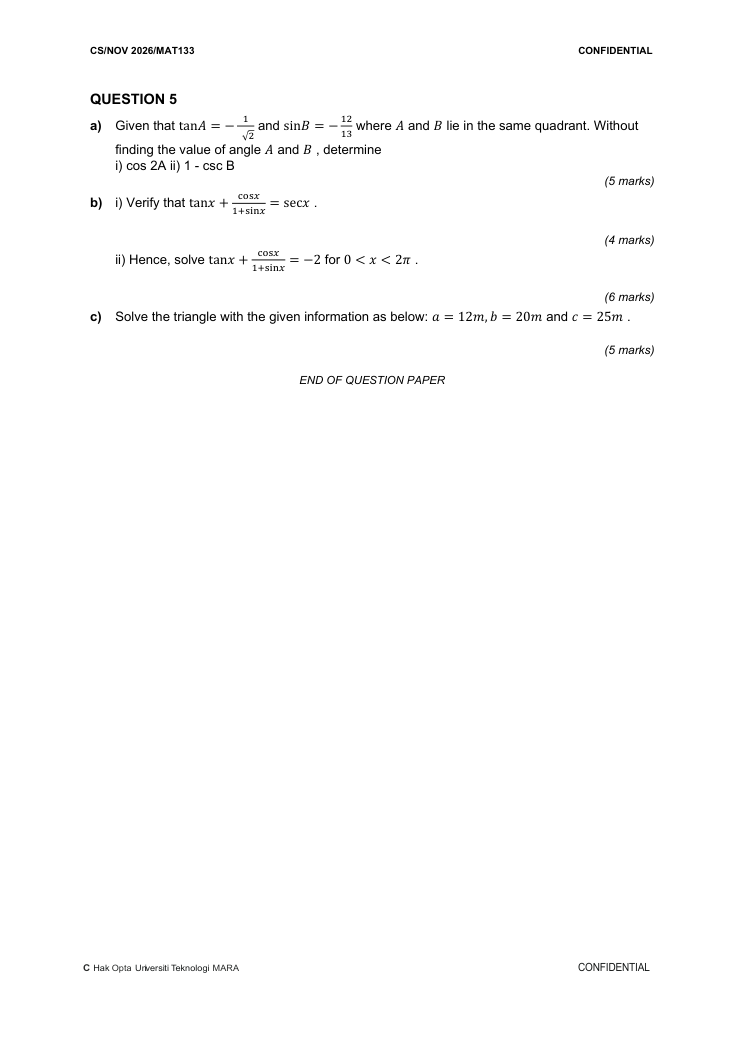 CS/NOV 2026/MAT133 CONFIDENTIAL
QUESTION 5
a) Given that tan𝐴 = −1/√2 and sin𝐵 = −12/13 where 𝐴 and 𝐵 lie in the same quadrant. Without
finding the value of angle 𝐴 and 𝐵 , determine
i) cos 2A ii) 1 - csc B
(5 marks)
b) i) Verify that tan𝑥 + cos𝑥/1+sin𝑥 = sec𝑥 .
(4 marks)
ii) Hence, solve tan𝑥 + cos𝑥/1+sin𝑥 = −2 for 0 < 𝑥 < 2𝜋 .
(6 marks)
c) Solve the triangle with the given information as below: 𝑎 = 12𝑚, 𝑏 = 20𝑚 and 𝑐 = 25𝑚 .
(5 marks)
END OF QUESTION PAPER
C Hak Opta Universiti Teknologi MARA CONFIDENTIAL